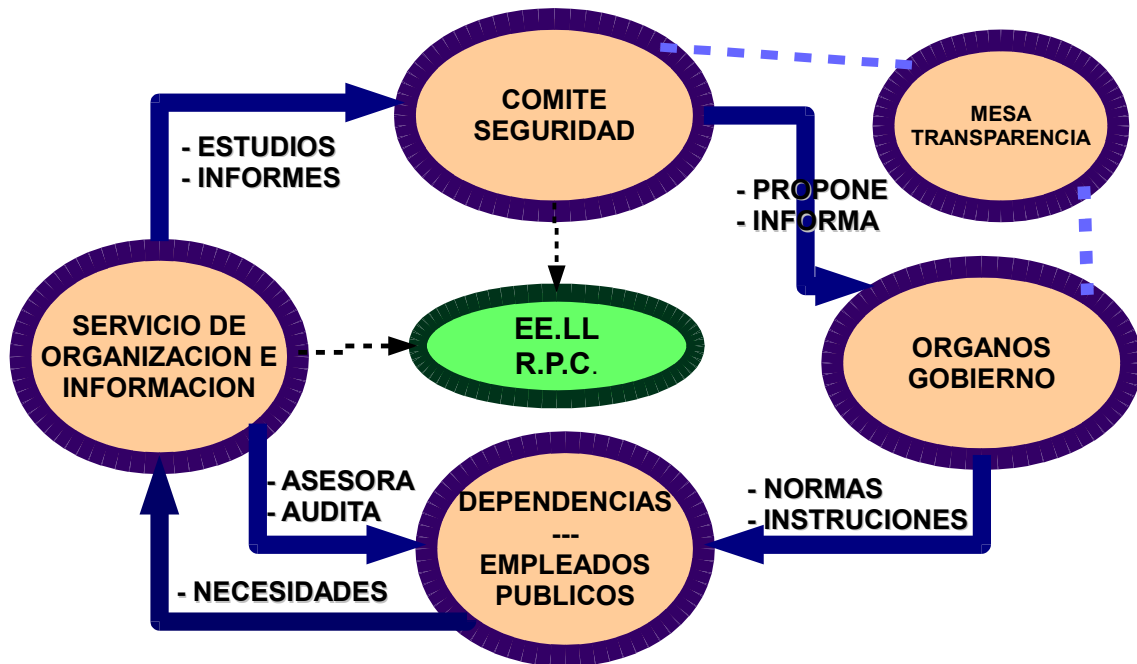 COMITE
SEGURIDAD
MESA
TRANSPARENCIA
- ESTUDIOS
- INFORMES
- PROPONE
- INFORMA
SERVICIO DE
ORGANIZACION E
INFORMACION
EE.LL
R.P.C.
ORGANOS
GOBIERNO
- ASESORA
- AUDITA
DEPENDENCIAS
---
EMPLEADOS
PUBLICOS
- NORMAS
- INSTRUCIONES
- NECESIDADES